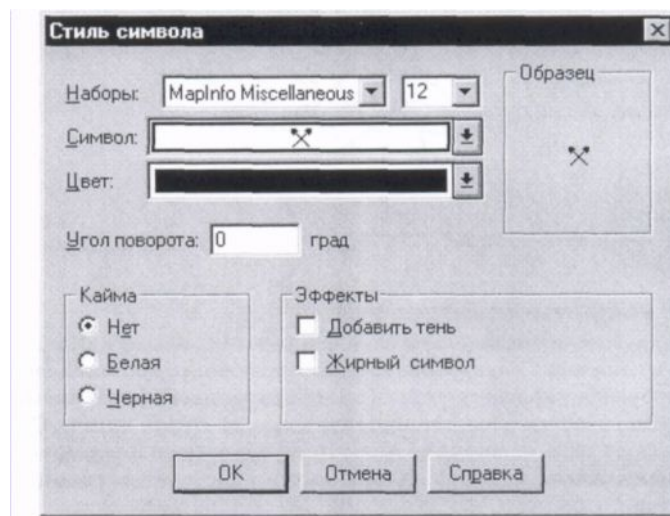 Стиль символа
Образец
Наборы: MapInfo Miscellaneous 12
Символ:
Цвет:
Угол поворота: 0 град
Кайма
Нет
Белая
Черная
Эффекты
Добавить тень
Жирный символ
OK Отмена Справка